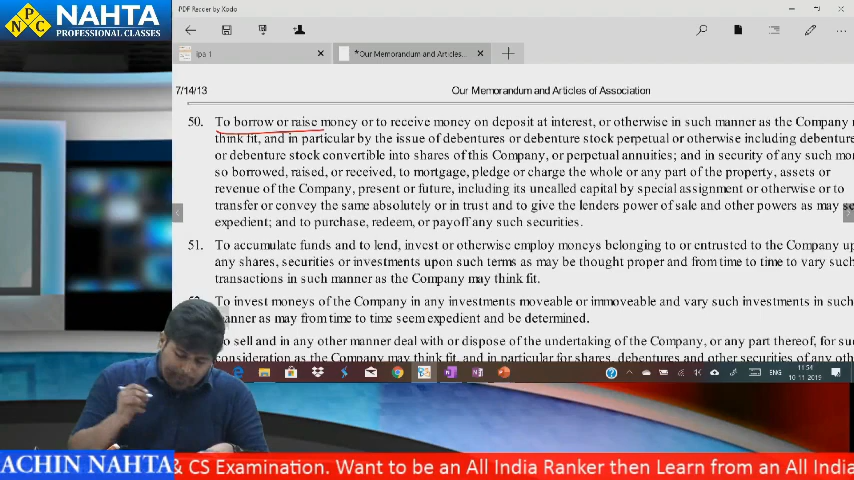 NPC
NAHTA
PROFESSIONAL CLASSES
PDF Reader by Xodo
ipa 1
*Our Memorandum and Articles...
7/14/13
Our Memorandum and Articles of Association
50. To borrow or raise money or to receive money on deposit at interest, or otherwise in such manner as the Company
think fit, and in particular by the issue of debentures or debenture stock perpetual or otherwise including debenture
or debenture stock convertible into shares of this Company, or perpetual annuities; and in security of any such mo
so borrowed, raised, or received, to mortgage, pledge or charge the whole or any part of the property, assets or
revenue of the Company, present or future, including its uncalled capital by special assignment or otherwise or to
transfer or convey the same absolutely or in trust and to give the lenders power of sale and other powers as may se
expedient; and to purchase, redeem, or payoff any such securities.
51. To accumulate funds and to lend, invest or otherwise employ moneys belonging to or entrusted to the Company up
any shares, securities or investments upon such terms as may be thought proper and from time to time to vary such
transactions in such manner as the Company may think fit.
To invest moneys of the Company in any investments moveable or immoveable and vary such investments in such
manner as may from time to time seem expedient and be determined.
To sell and in any other manner deal with or dispose of the undertaking of the Company, or any part thereof, for suc
consideration as the Company may think fit, and in particular for shares, debentures and other securities of any oth
ENG
11:54
10-11-2019
ACHIN NAHTA
& CS Examination. Want to be an All India Ranker then Learn from an All India